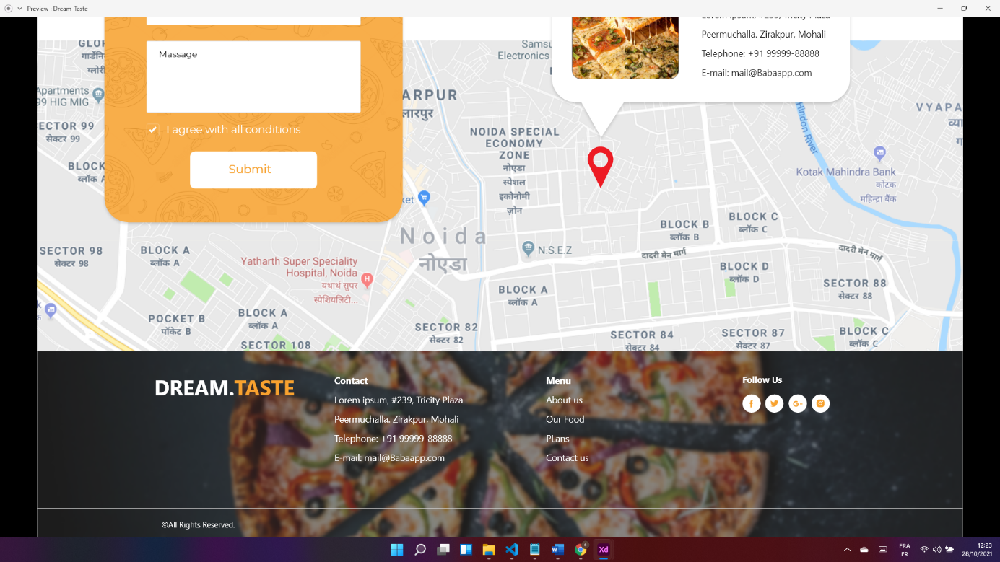 Preview : Dream-Taste
Massage
I agree with all conditions
Submit
Peermuchalla. Zirakpur, Mohali
Telephone: +91 99999-88888
E-mail: mail@Babaapp.com
Samsu
Electronics
Apartments
99 HIG MIG
ECTOR 99
सेक्टर 99
BLOCK
ब्लॉक
ARPUR
लारपुर
NOIDA SPECIAL
ECONOMY
ZONE
नोएडा
स्पेशल
इकोनोमी
ज़ोन
ket
Noida
नोएडा
N.S.E.Z
Hindon River
VYAPA
Kotak Mahindra Bank
कोटक
महिन्द्रा बैंक
BLOCK B
ब्लॉक B
BLOCK C
ब्लॉक C
दादरी मेन मार्ग
दादरी मेन मार्ग
BLOCK D
ब्लॉक D
SECTOR 88
सेक्टर 88
SECTOR 98
सेक्टर 98
BLOCK A
ब्लॉक A
Yatharth Super Speciality
Hospital, Noida
यथार्थ सुपर
स्पेशियलिटी...
BLOCK A
ब्लॉक A
POCKET B
पॉकेट B
BLOCK A
ब्लॉक A
SECTOR 108
SECTOR 82
सेक्टर 82
SECTOR 84
सेक्टर 84
SECTOR 87
सेक्टर 87
BLOCK C
ब्लॉक C
DREAM.TASTE
Contact
Lorem ipsum, #239, Tricity Plaza
Peermuchalla. Zirakpur, Mohali
Telephone: +91 99999-88888
E-mail: mail@Babaapp.com
Menu
About us
Our Food
PLans
Contact us
Follow Us
©All Rights Reserved.
FRA
FR
12:23
28/10/2021